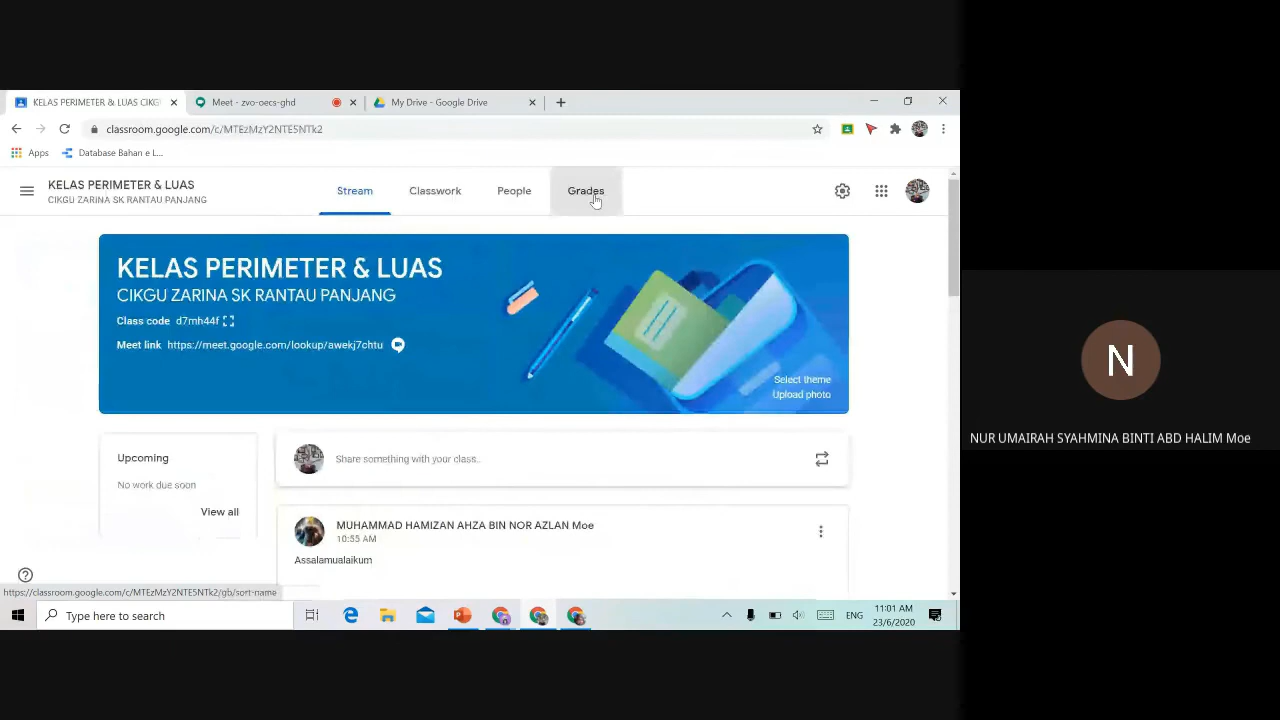 KELAS PERIMETER & LUAS CIKG
Meet - zvo-oecs-ghd
My Drive - Google Drive
classroom.google.com/c/MTEzMzY2NTE5NTk2
Apps
Database Bahan e L...
KELAS PERIMETER & LUAS
CIKGU ZARINA SK RANTAU PANJANG
Stream
Classwork
People
Grades
KELAS PERIMETER & LUAS
CIKGU ZARINA SK RANTAU PANJANG
Class code d7mh44f
Meet link https://meet.google.com/lookup/awekj7chtu
Select theme
Upload photo
Upcoming
No work due soon
View all
Share something with your class...
MUHAMMAD HAMIZAN AHZA BIN NOR AZLAN Moe
10:55 AM
Assalamualaikum
https://classroom.google.com/c/MTEzMzY2NTE5NTk2/gb/sort-name
Type here to search
ENG
11:01 AM
23/6/2020
N
NUR UMAIRAH SYAHMINA BINTI ABD HALIM Moe